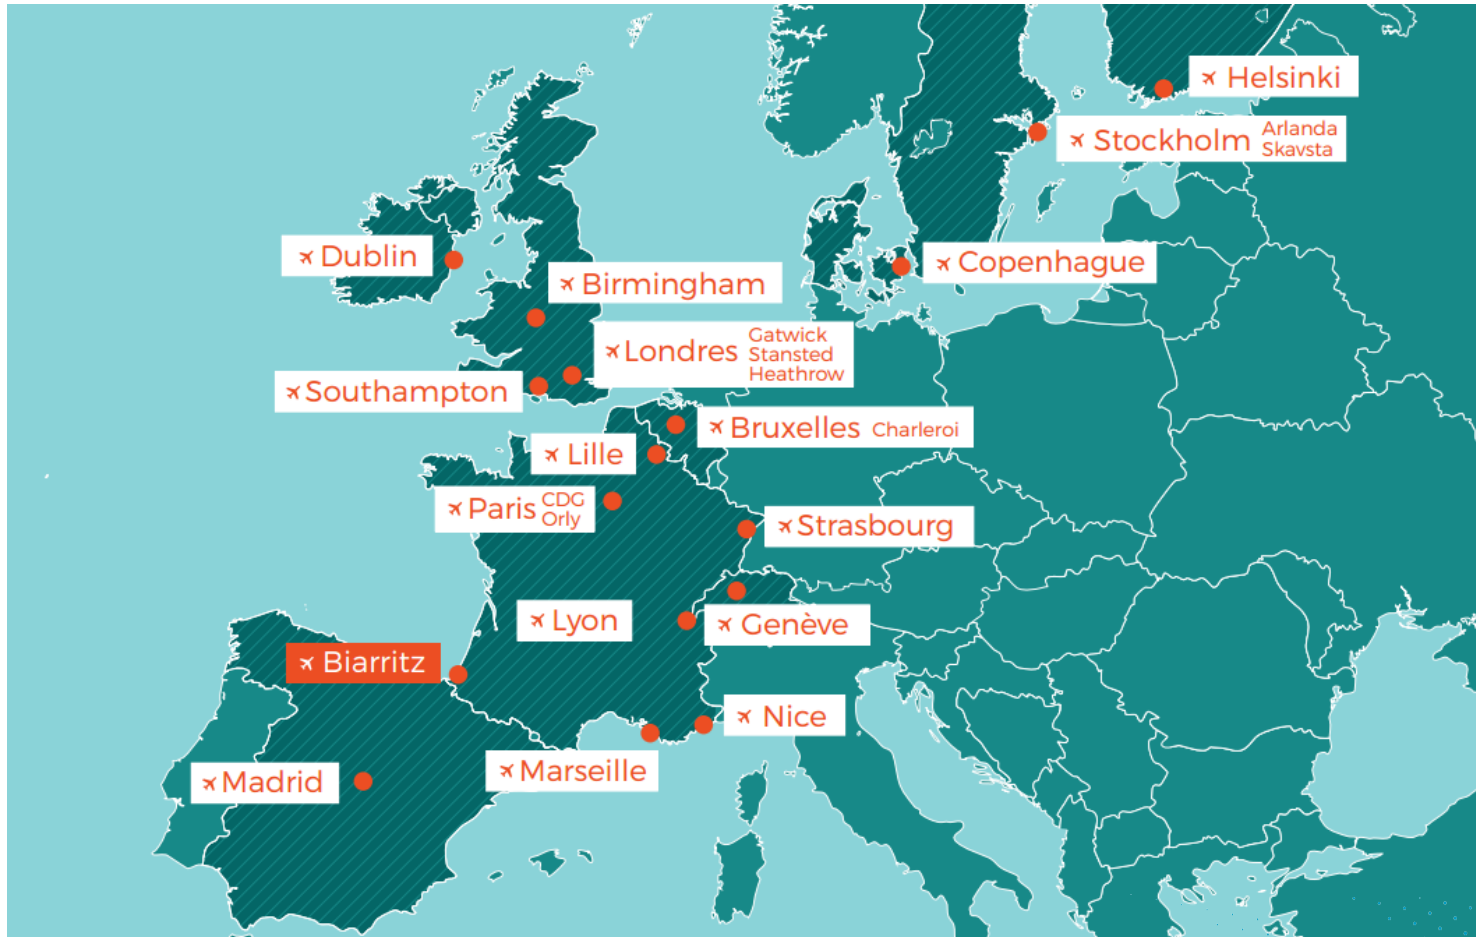 Helsinki
Stockholm Arlanda
Skavsta
Dublin
Copenhague
Birmingham
Londres Gatwick
Stansted
Heathrow
Southampton
Bruxelles Charleroi
Lille
Paris CDG
Orly
Strasbourg
Lyon
Genève
Biarritz
Nice
Marseille
Madrid